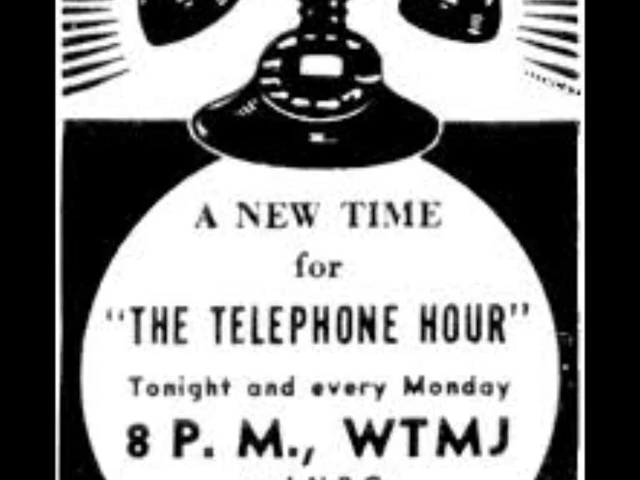 A NEW TIME
for
"THE TELEPHONE HOUR"
Tonight and every Monday
8 P. M., WTMJ